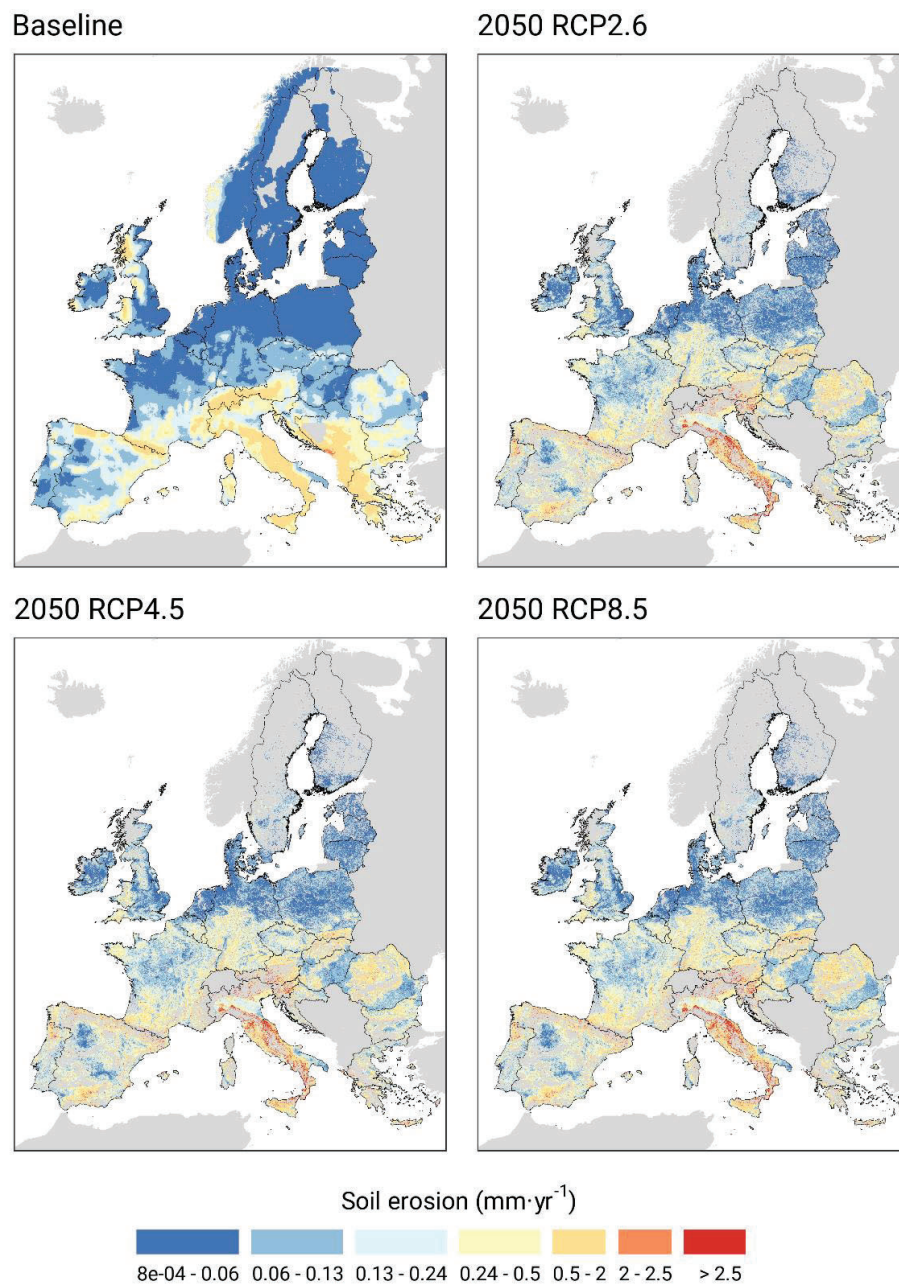 Baseline
2050 RCP2.6
2050 RCP4.5
2050 RCP8.5
Soil erosion (mm·yr⁻¹)
8e-04 - 0.06
0.06 - 0.13
0.13 - 0.24
0.24 - 0.5
0.5 - 2
2 - 2.5
> 2.5